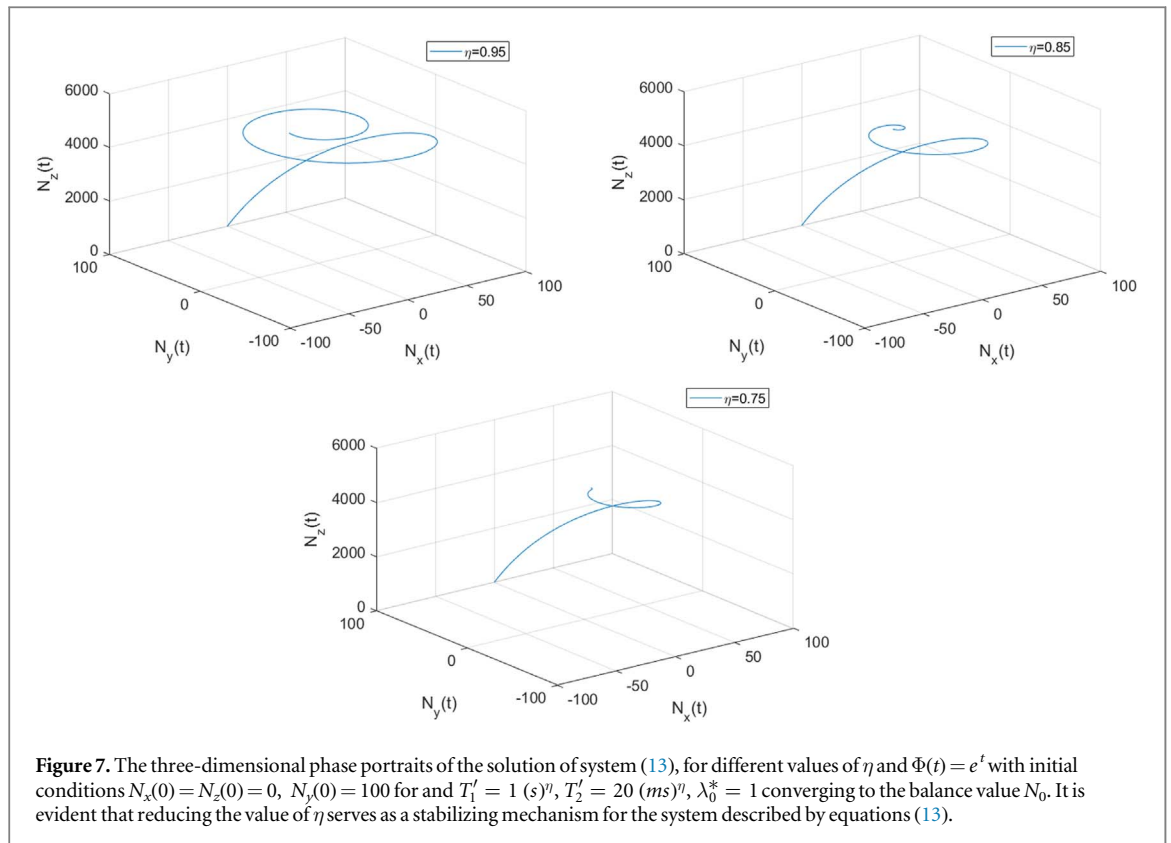 η=0.95
6000
4000
2000
0
N_z(t)
100
0
-100
N_y(t)
-100
-50
0
50
100
N_x(t)
η=0.85
6000
4000
2000
0
N_z(t)
100
0
-100
N_y(t)
-100
-50
0
50
100
N_x(t)
η=0.75
6000
4000
2000
0
N_z(t)
100
0
-100
N_y(t)
-100
-50
0
50
100
N_x(t)
Figure 7. The three-dimensional phase portraits of the solution of system (13), for different values of η and Φ(t) = e^t with initial
conditions N_x(0) = N_z(0) = 0, N_y(0) = 100 for and T′_1 = 1 (s)^η, T′_2 = 20 (ms)^η, λ^*_0 = 1 converging to the balance value N_0. It is
evident that reducing the value of η serves as a stabilizing mechanism for the system described by equations (13).